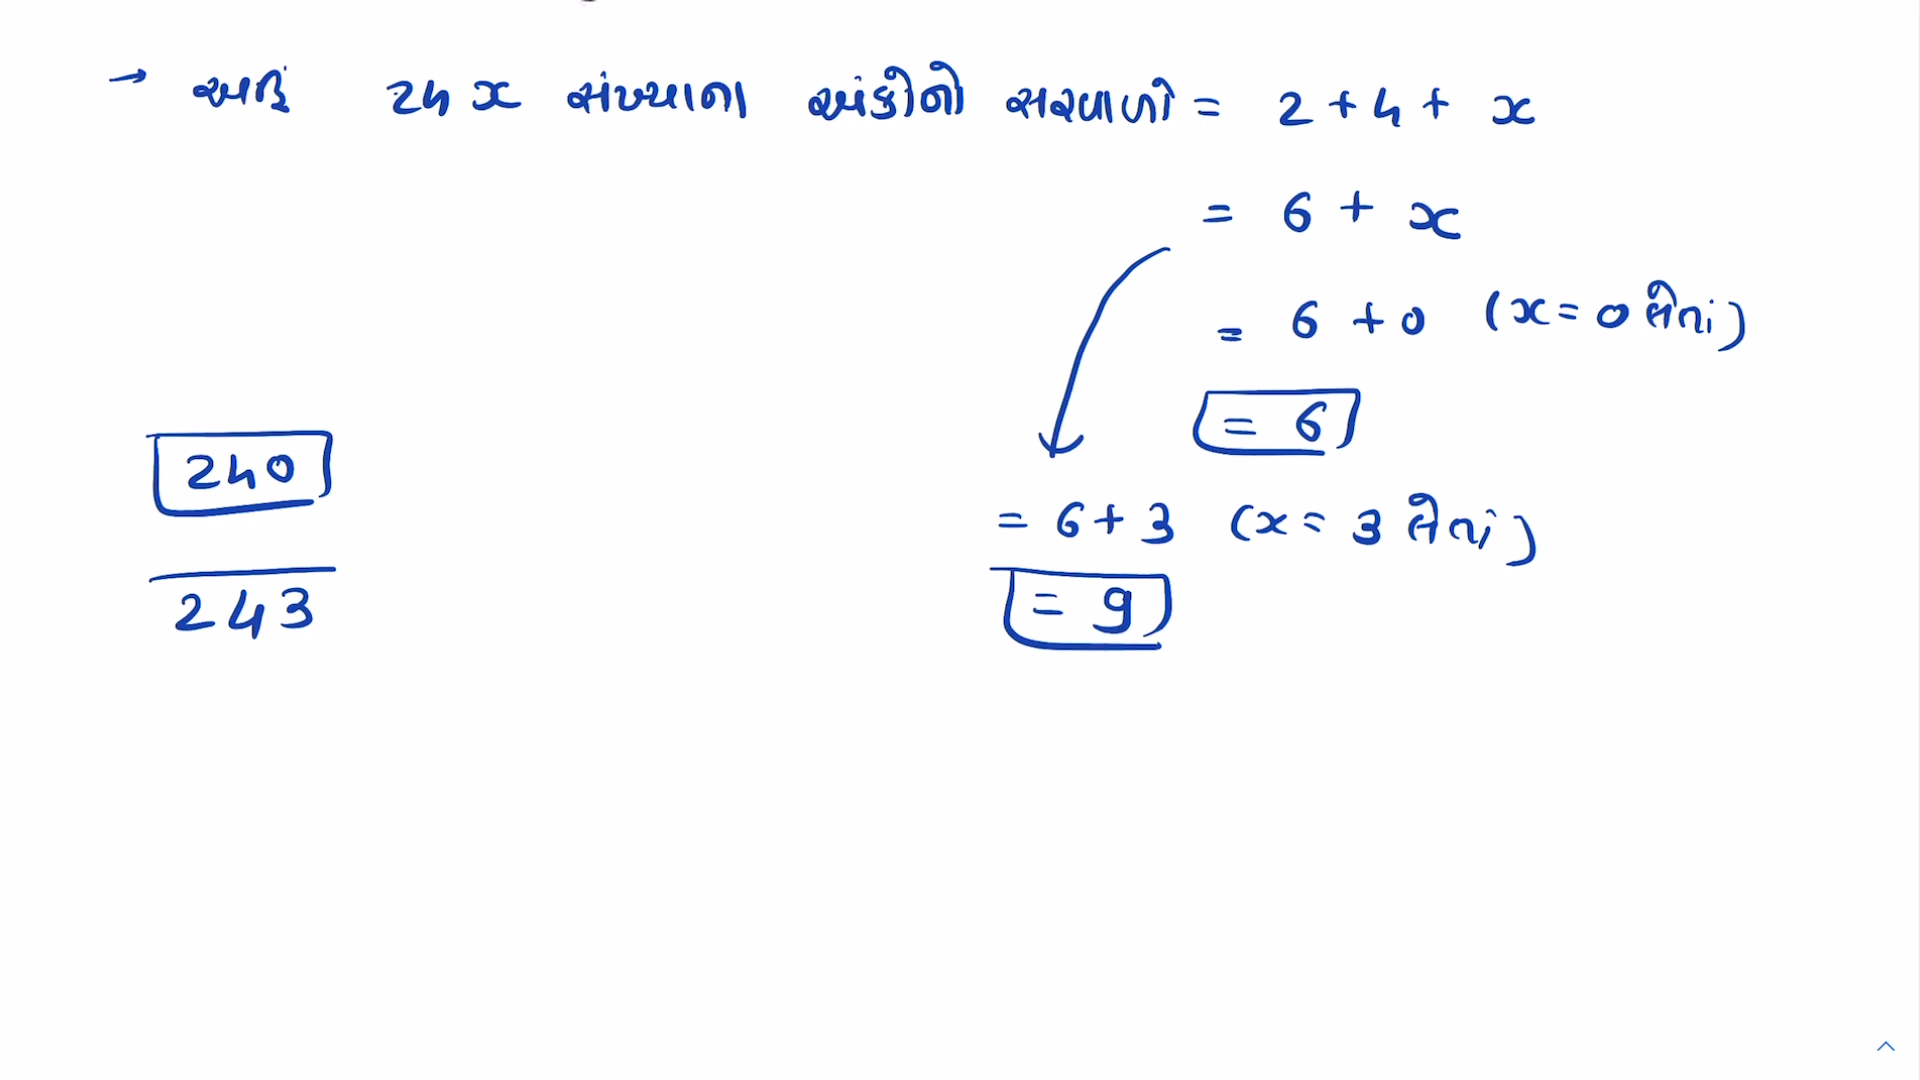 → અહીં 24x સંખ્યાના અંકોનો સરવાળો = 2 + 4 + x
= 6 + x
= 6 + 0 (x = 0 લેતાં)
= 6
240
= 6 + 3 (x = 3 લેતાં)
= 9
243